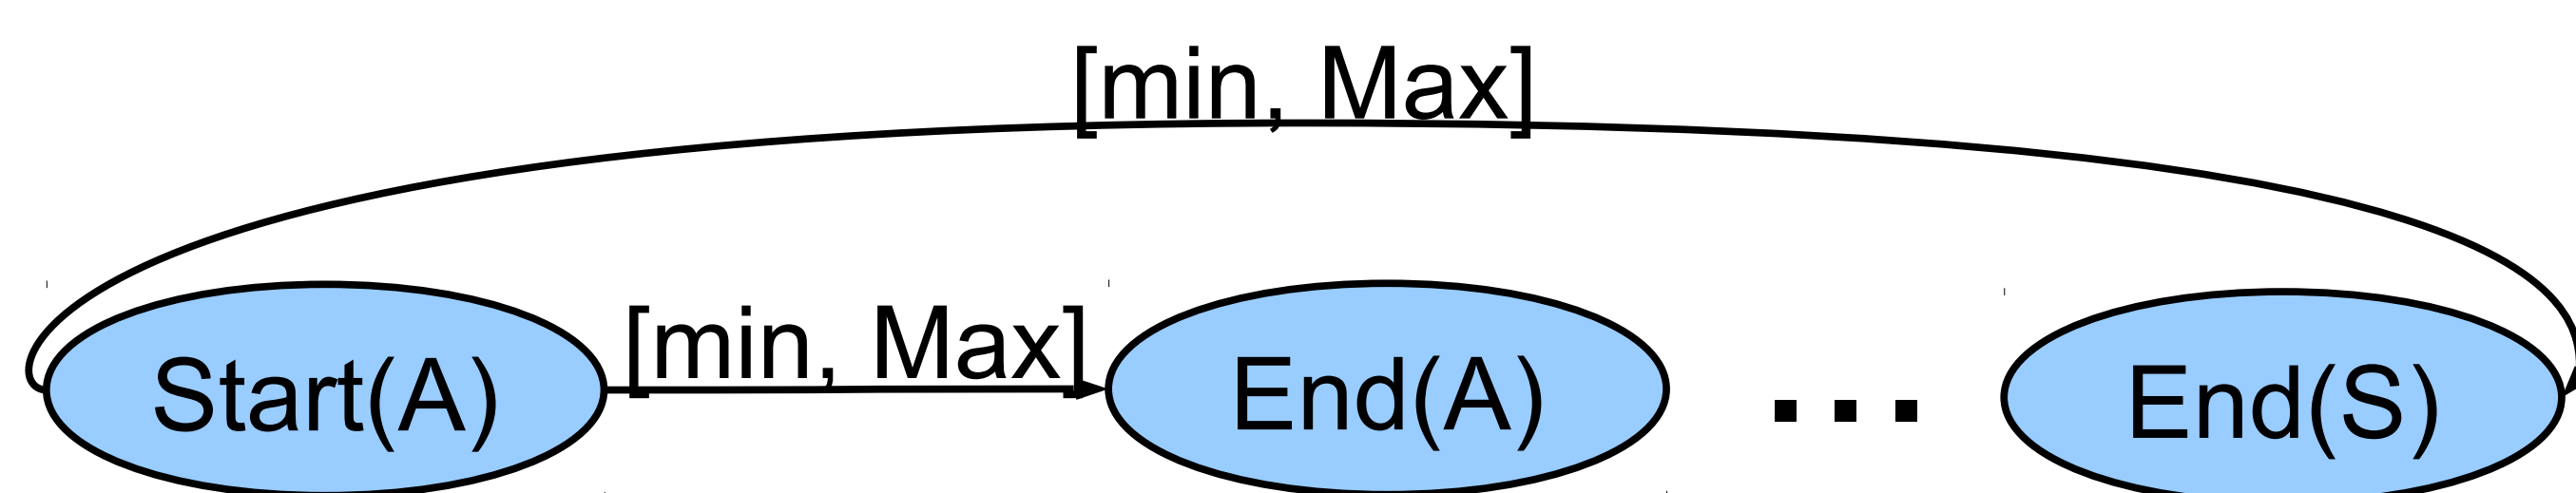 [min, Max]
[min, Max]
Start(A)
End(A)
...
End(S)